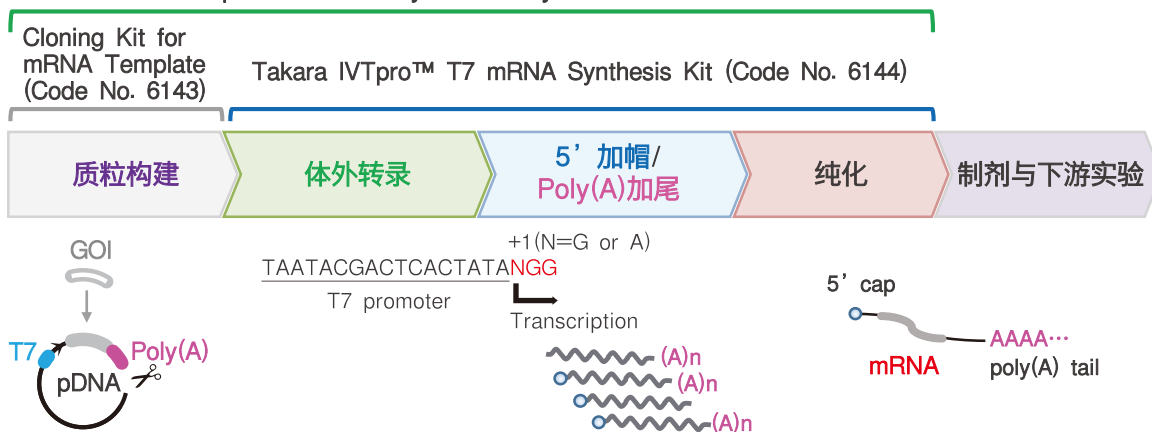 Cloning Kit for
mRNA Template
(Code No. 6143)
Takara IVTpro™ T7 mRNA Synthesis Kit (Code No. 6144)
质粒构建
体外转录
5’ 加帽/
Poly(A)加尾
纯化
制剂与下游实验
GOI
T7
Poly(A)
pDNA
+1(N=G or A)
TAATACGACTCACTATANGG
T7 promoter
Transcription
(A)n
(A)n
(A)n
5’ cap
mRNA
AAAA…
poly(A) tail